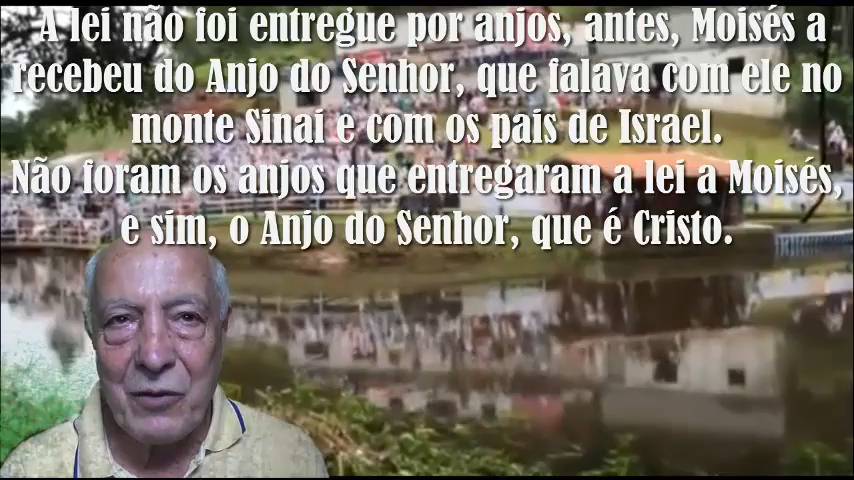 A lei não foi entregue por anjos, antes, Moisés a
recebeu do Anjo do Senhor, que falava com ele no
monte Sinai e com os pais de Israel.
Não foram os anjos que entregaram a lei a Moisés,
e sim, o Anjo do Senhor, que é Cristo.